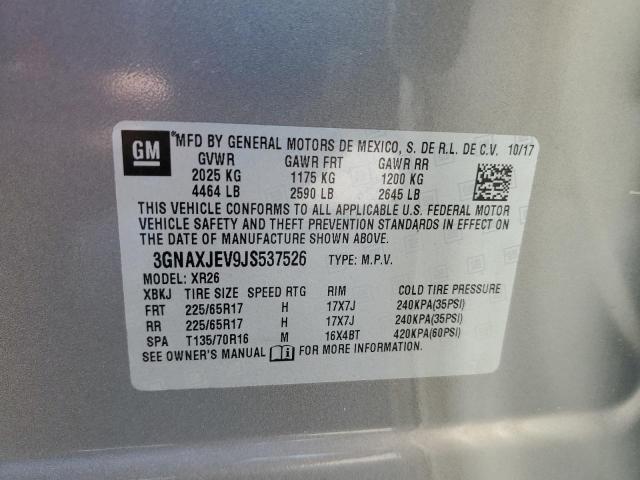 GM
MFD BY GENERAL MOTORS DE MEXICO, S. DE R.L. DE C.V. 10/17
GVWR GAWR FRT GAWR RR
2025 KG 1175 KG 1200 KG
4464 LB 2590 LB 2645 LB
THIS VEHICLE CONFORMS TO ALL APPLICABLE U.S. FEDERAL MOTOR
VEHICLE SAFETY AND THEFT PREVENTION STANDARDS IN EFFECT ON
THE DATE OF MANUFACTURE SHOWN ABOVE.
3GNAXJEV9JS537526 TYPE: M.P.V.
MODEL: XR26
XBKJ TIRE SIZE SPEED RTG RIM COLD TIRE PRESSURE
FRT 225/65R17 H 17X7J 240KPA(35PSI)
RR 225/65R17 H 17X7J 240KPA(35PSI)
SPA T135/70R16 M 16X4BT 420KPA(60PSI)
SEE OWNER'S MANUAL FOR MORE INFORMATION.